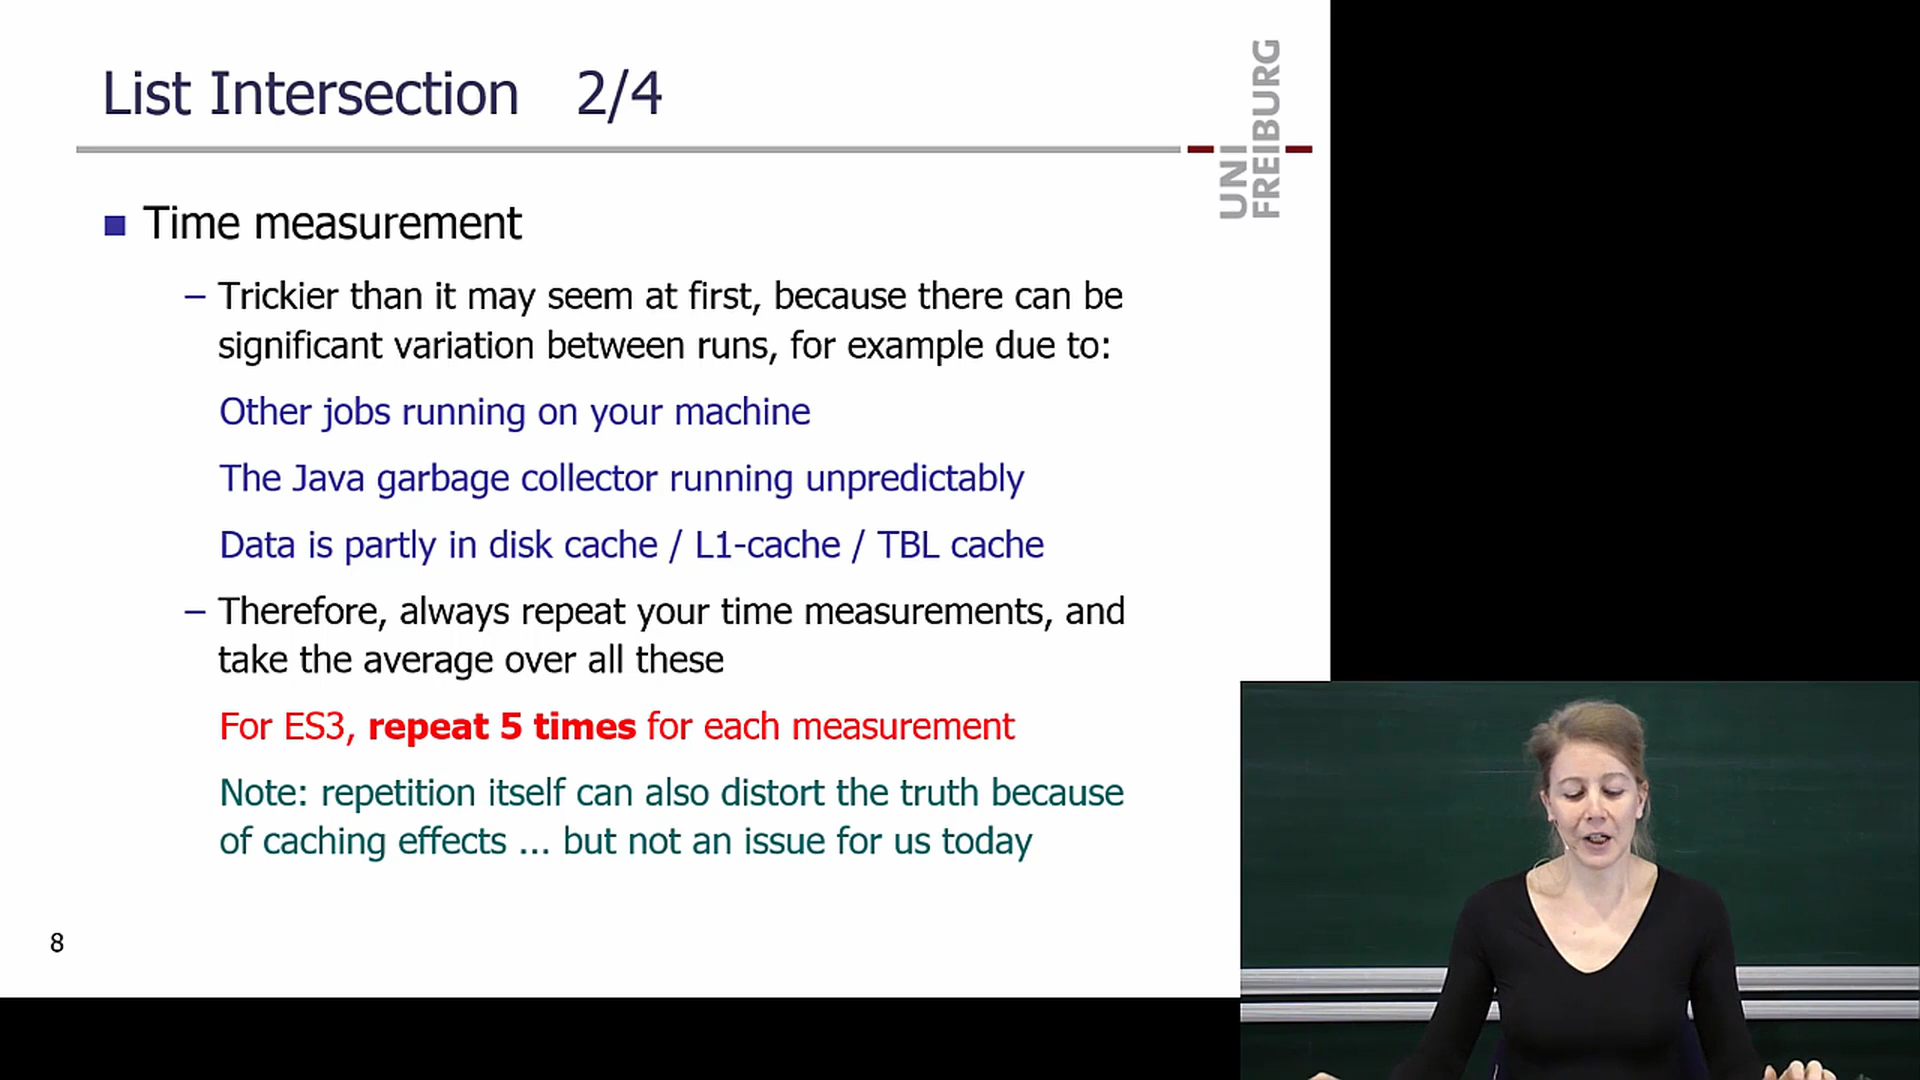 List Intersection 2/4
UNI
FREIBURG
Time measurement
– Trickier than it may seem at first, because there can be
significant variation between runs, for example due to:
Other jobs running on your machine
The Java garbage collector running unpredictably
Data is partly in disk cache / L1-cache / TBL cache
– Therefore, always repeat your time measurements, and
take the average over all these
For ES3, repeat 5 times for each measurement
Note: repetition itself can also distort the truth because
of caching effects ... but not an issue for us today
8